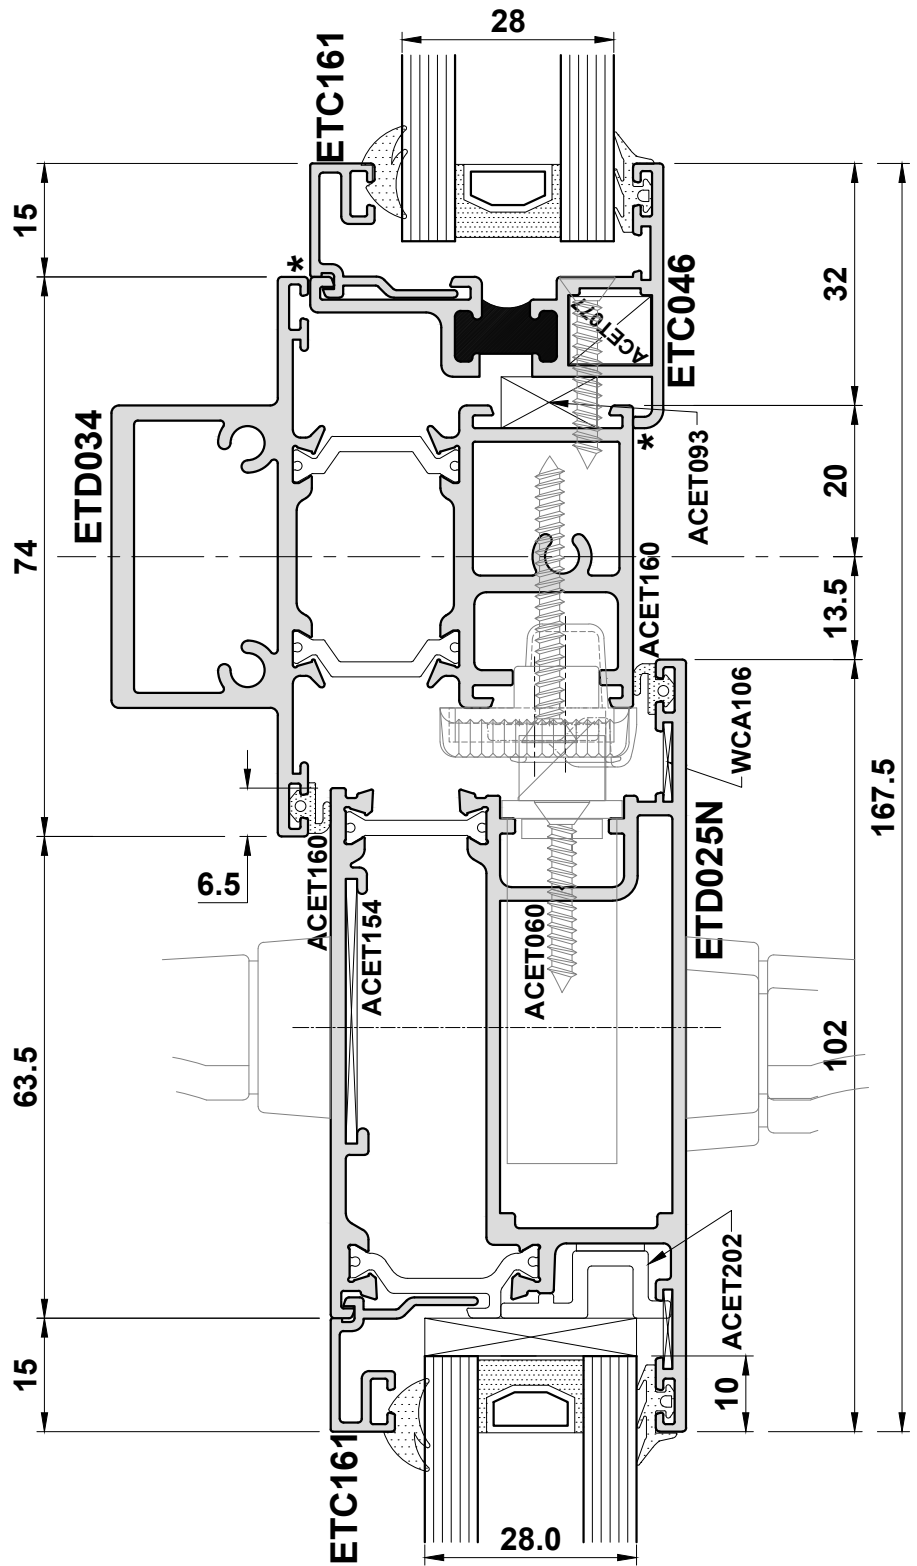 28
ETC161
15
32
*
ACET077
ETC046
ETD034
*
ACET093
20
74
ACET160
13.5
WCA106
167.5
6.5
ACET160
ACET154
ACET060
ETD025N
63.5
102
ACET202
15
10
ETC161
28.0